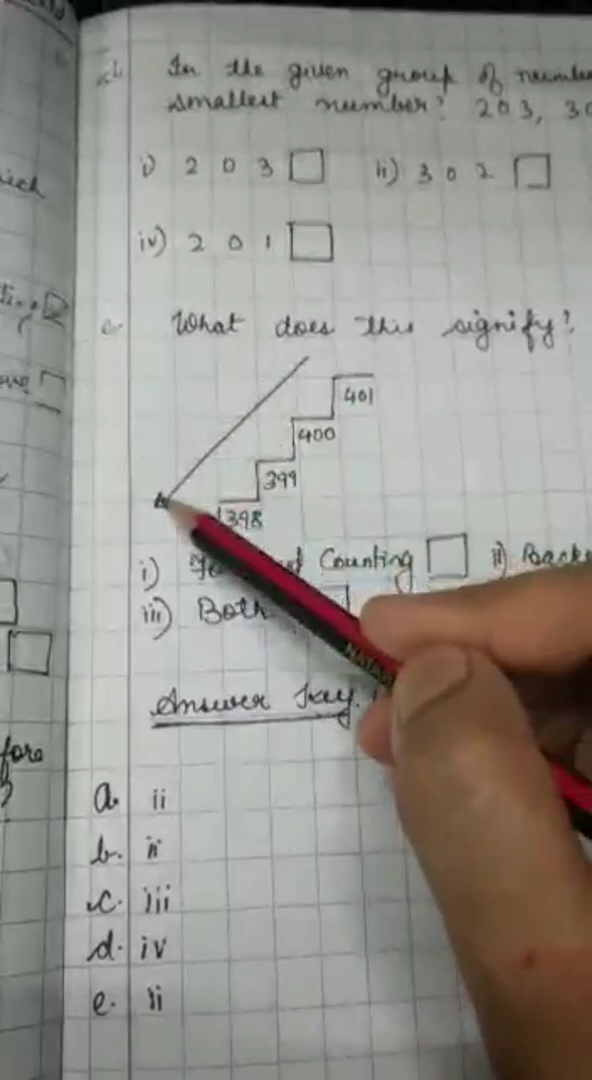 d. In the given group of
smallest number? 203,
i) 2 0 3 ii) 3 0 2
iv) 2 0 1
e. What does this signify?
401
400
399
398
i) Counting ii)
iii) Both
Answer key
a. ii
b. ii
c. iii
d. iv
e. ii